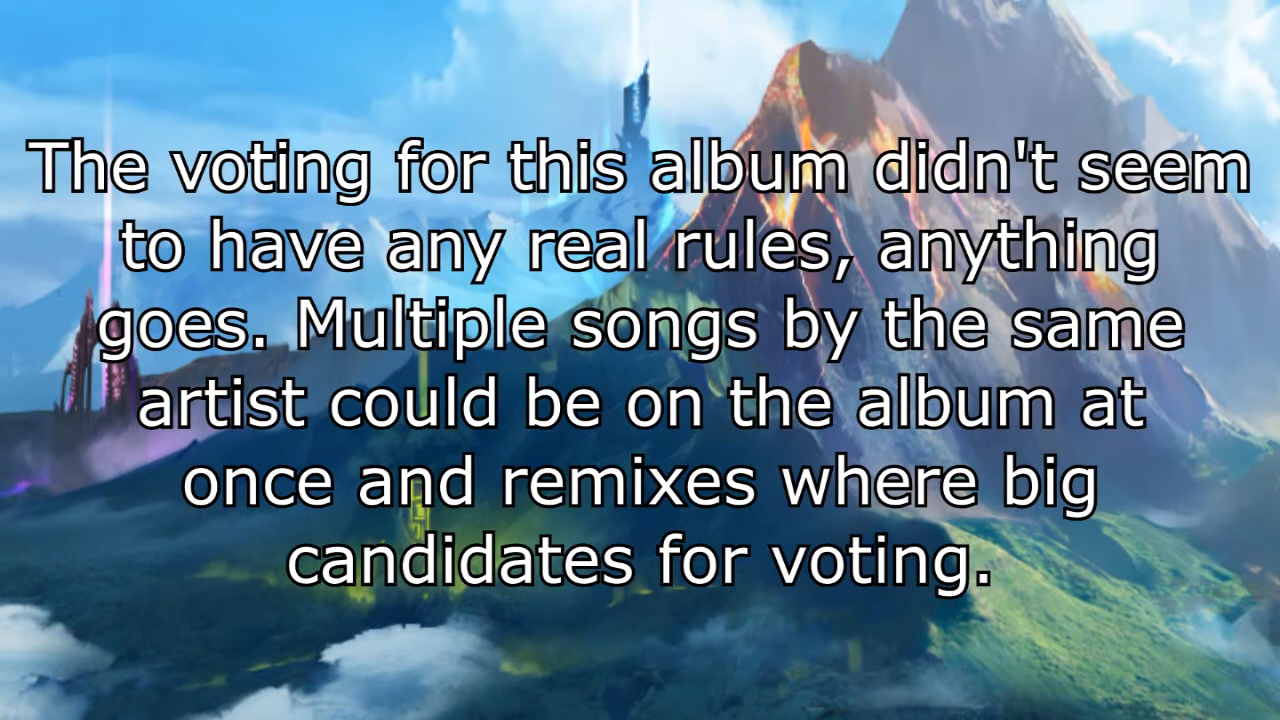 The voting for this album didn't seem
to have any real rules, anything
goes. Multiple songs by the same
artist could be on the album at
once and remixes where big
candidates for voting.